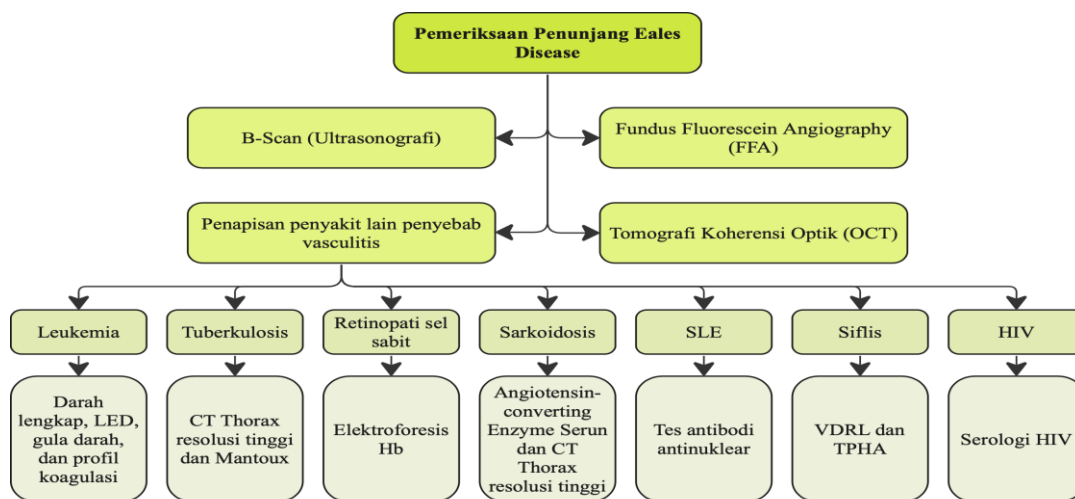 Pemeriksaan Penunjang Eales
Disease
B-Scan (Ultrasonografi)
Fundus Fluorescein Angiography
(FFA)
Penapisan penyakit lain penyebab
vasculitis
Tomografi Koherensi Optik (OCT)
Leukemia
Tuberkulosis
Retinopati sel
sabit
Sarkoidosis
SLE
Siflis
HIV
Darah
lengkap, LED,
gula darah,
dan profil
koagulasi
CT Thorax
resolusi tinggi
dan Mantoux
Elektroforesis
Hb
Angiotensin-
converting
Enzyme Serun
dan CT
Thorax
resolusi tinggi
Tes antibodi
antinuklear
VDRL dan
TPHA
Serologi HIV